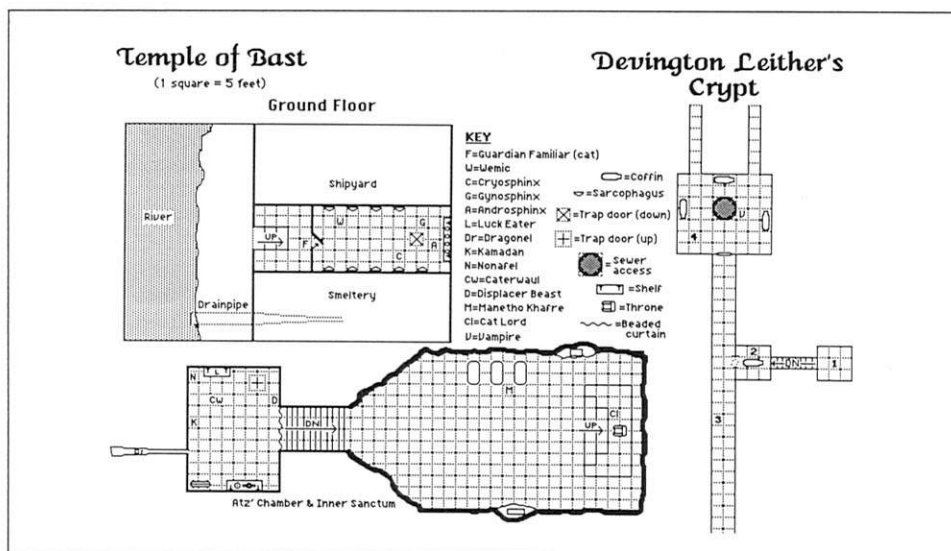 Temple of Bast
(1 square = 5 feet)
Ground Floor
River
Shipyard
UP
F
W
G
A
C
Smeltery
Drainpipe
KEY
F=Guardian Familiar (cat)
W=Wemic
C=Cryosphinx
G=Gynosphinx
A=Androsphinx
L=Luck Eater
Dr=Dragonel
K=Kamadan
N=Nonafel
CW=Caterwaul
D=Displacer Beast
M=Manetho Khafre
Cl=Cat Lord
V=Vampire
=Coffin
=Sarcophagus
=Trap door (down)
=Trap door (up)
=Sewer
access
=Shelf
=Throne
=Beaded
curtain
N
L
CW
D
K
DN
M
Cl
UP
Atz' Chamber & Inner Sanctum
Devington Leither's
Crypt
V
4
2
DN
1
3